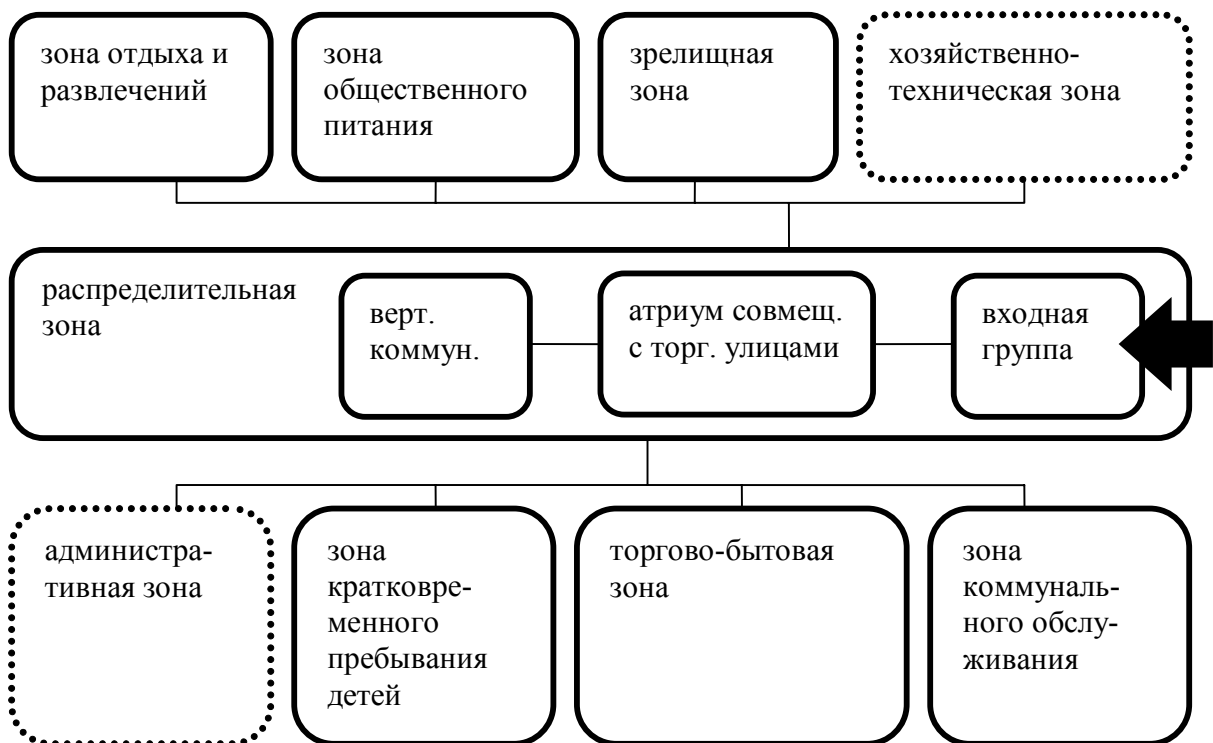 зона отдыха и
развлечений
зона
общественного
питания
зрелищная
зона
хозяйственно-
техническая зона
распределительная
зона
верт.
коммун.
атриум совмещ.
с торг. улицами
входная
группа
администра-
тивная зона
зона
кратковре-
менного
пребывания
детей
торгово-бытовая
зона
зона
коммуналь-
ного обслу-
живания